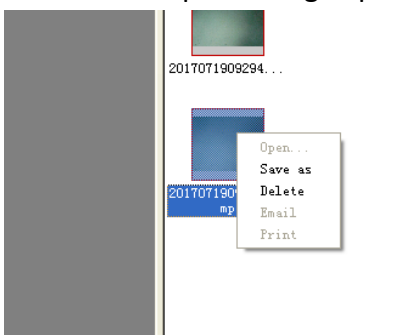 2017071909294...
Open...
Save as
Delete
201707190
mp
Email
Print